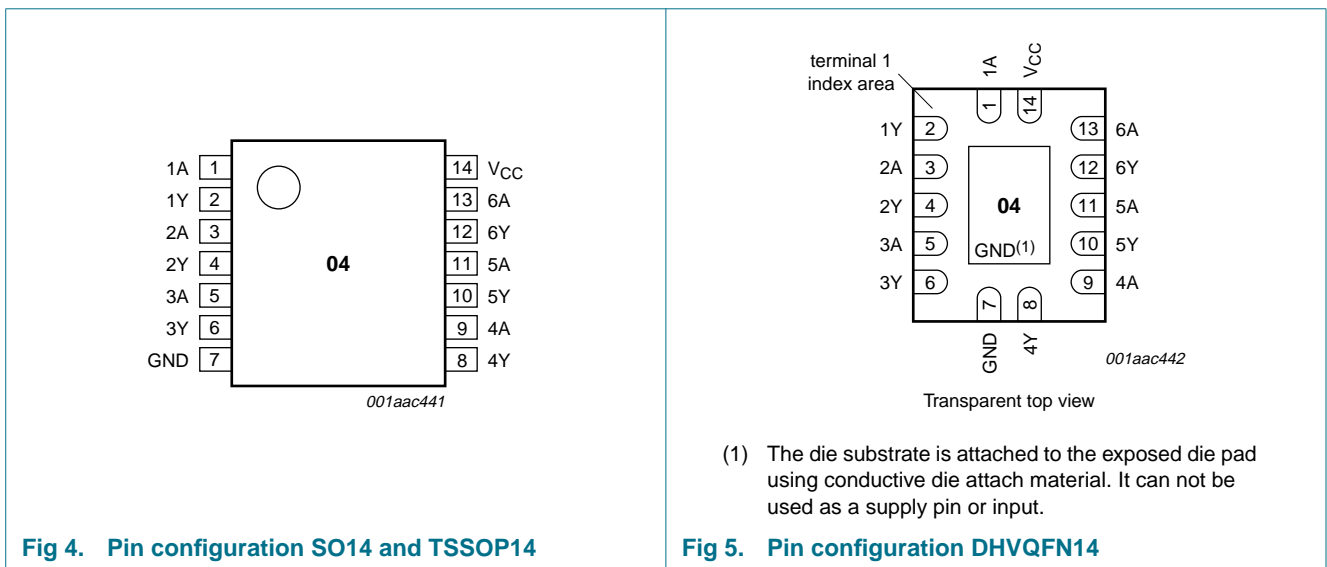 1A 1
1Y 2
2A 3
2Y 4
3A 5
3Y 6
GND 7
04
14 VCC
13 6A
12 6Y
11 5A
10 5Y
9 4A
8 4Y
001aac441
Fig 4. Pin configuration SO14 and TSSOP14
terminal 1
index area
1A
VCC
1
14
1Y 2
2A 3
2Y 4
3A 5
3Y 6
04
GND(1)
13 6A
12 6Y
11 5A
10 5Y
9 4A
7
8
GND
4Y
001aac442
Transparent top view
(1) The die substrate is attached to the exposed die pad
using conductive die attach material. It can not be
used as a supply pin or input.
Fig 5. Pin configuration DHVQFN14